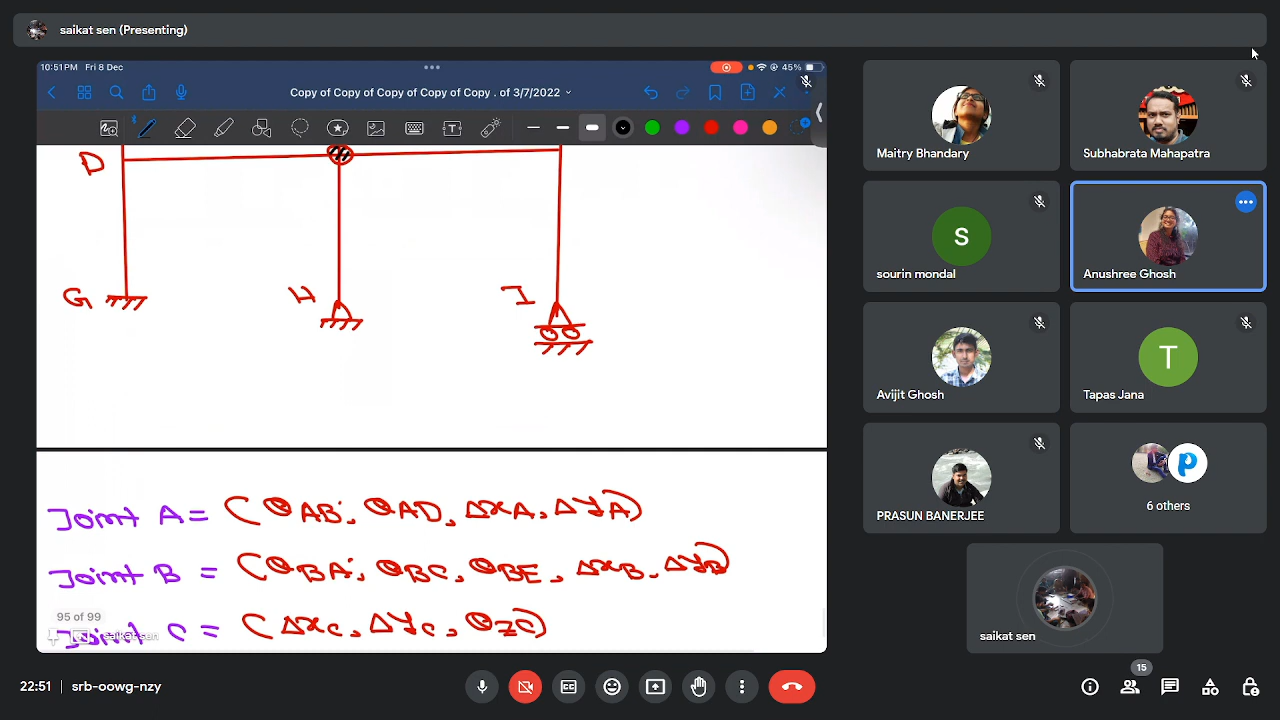 saikat sen (Presenting)
10:51 PM Fri 8 Dec
45%
Copy of Copy of Copy of Copy of Copy . of 3/7/2022
D
G
H
I
Joint A = (θAB, θAD, ΔxA, ΔyA)
Joint B = (θBA, θBC, θBE, ΔxB, ΔyB)
Joint C = (Δxc, Δyc, θzc)
95 of 99
saikat sen
Maitry Bhandary
Subhabrata Mahapatra
S
sourin mondal
Anushree Ghosh
Avijit Ghosh
T
Tapas Jana
PRASUN BANERJEE
P
6 others
saikat sen
22:51 | srb-oowg-nzy
15